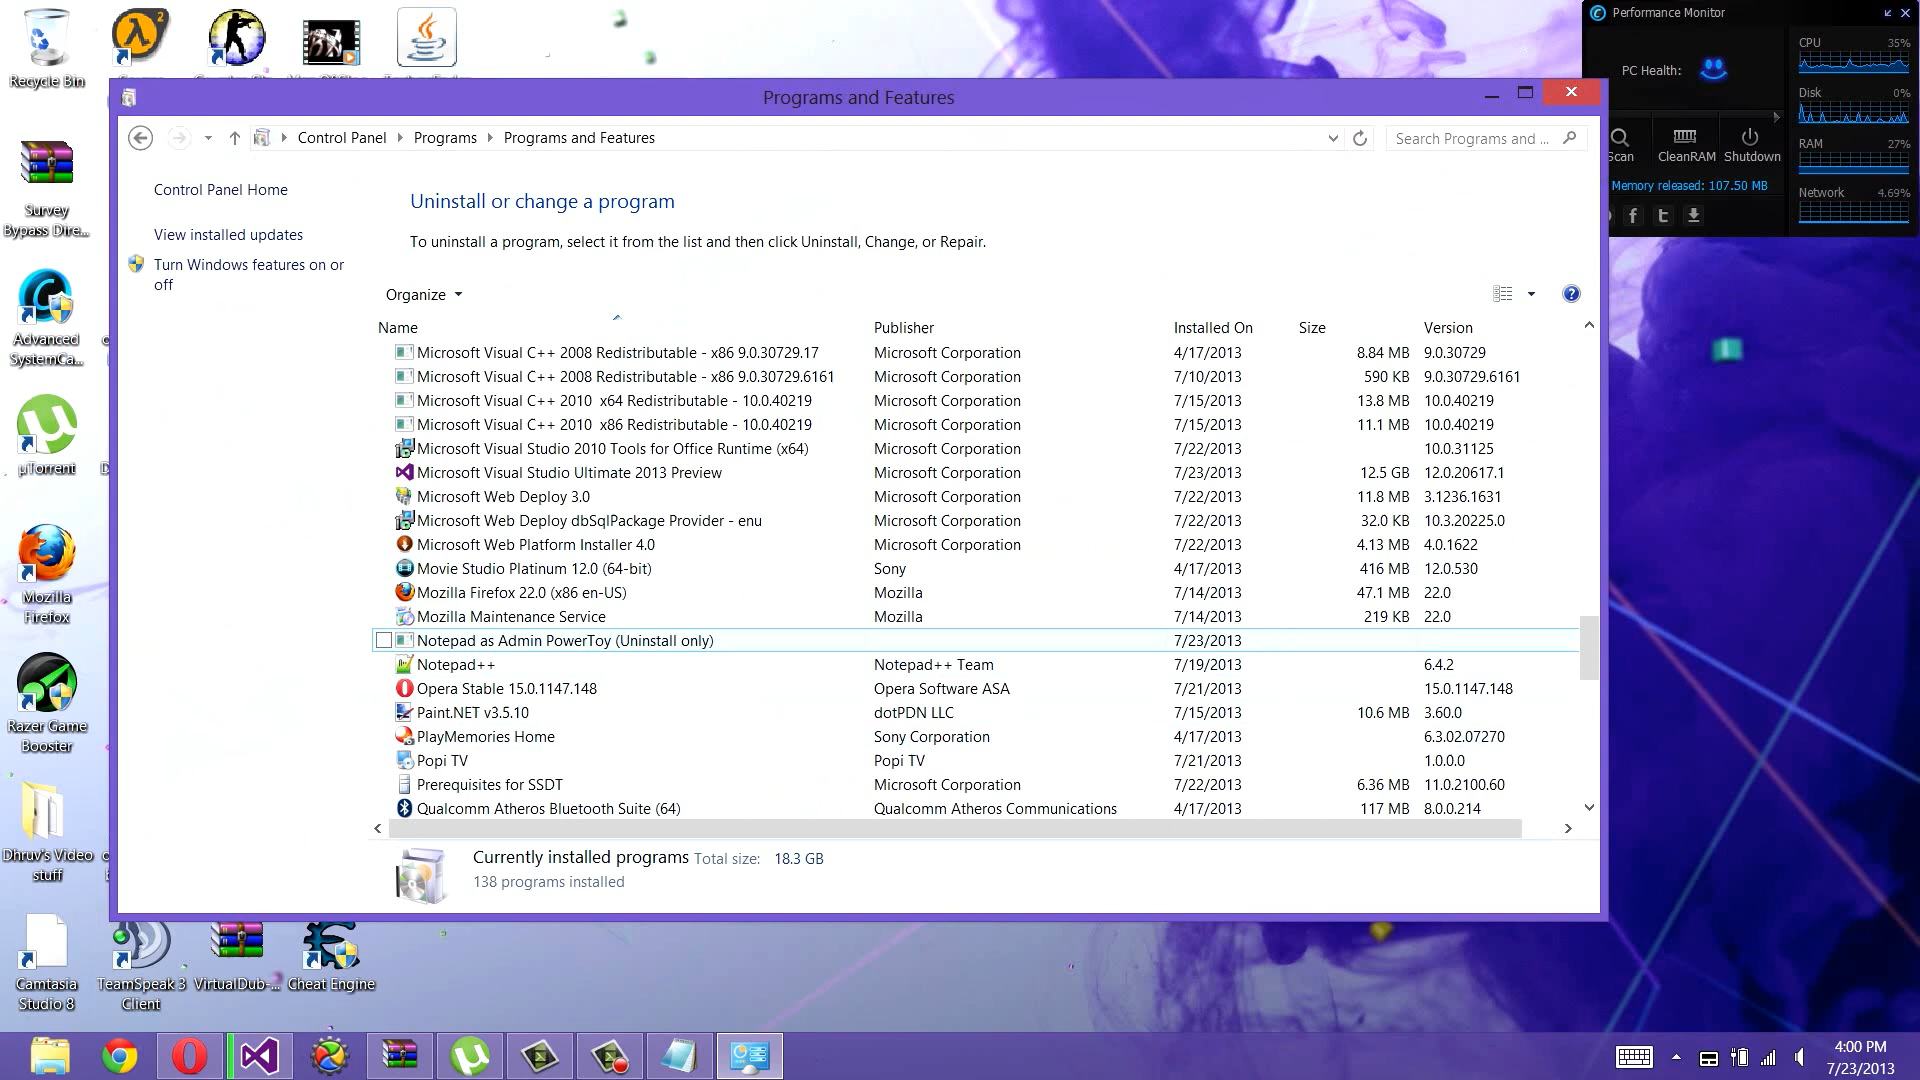 Recycle Bin
Survey
Bypass Dire...
Advanced
SystemCa...
µTorrent
Mozilla
Firefox
Razer Game
Booster
Dhruv's Video
stuff
Camtasia
Studio 8
TeamSpeak 3
Client
VirtualDub-...
Cheat Engine
Programs and Features
Control Panel
Programs
Programs and Features
Search Programs and ...
Control Panel Home
View installed updates
Turn Windows features on or
off
Uninstall or change a program
To uninstall a program, select it from the list and then click Uninstall, Change, or Repair.
Organize
Name Publisher Installed On Size Version
Microsoft Visual C++ 2008 Redistributable - x86 9.0.30729.17 Microsoft Corporation 4/17/2013 8.84 MB 9.0.30729
Microsoft Visual C++ 2008 Redistributable - x86 9.0.30729.6161 Microsoft Corporation 7/10/2013 590 KB 9.0.30729.6161
Microsoft Visual C++ 2010 x64 Redistributable - 10.0.40219 Microsoft Corporation 7/15/2013 13.8 MB 10.0.40219
Microsoft Visual C++ 2010 x86 Redistributable - 10.0.40219 Microsoft Corporation 7/15/2013 11.1 MB 10.0.40219
Microsoft Visual Studio 2010 Tools for Office Runtime (x64) Microsoft Corporation 7/22/2013 10.0.31125
Microsoft Visual Studio Ultimate 2013 Preview Microsoft Corporation 7/23/2013 12.5 GB 12.0.20617.1
Microsoft Web Deploy 3.0 Microsoft Corporation 7/22/2013 11.8 MB 3.1236.1631
Microsoft Web Deploy dbSqlPackage Provider - enu Microsoft Corporation 7/22/2013 32.0 KB 10.3.20225.0
Microsoft Web Platform Installer 4.0 Microsoft Corporation 7/22/2013 4.13 MB 4.0.1622
Movie Studio Platinum 12.0 (64-bit) Sony 4/17/2013 416 MB 12.0.530
Mozilla Firefox 22.0 (x86 en-US) Mozilla 7/14/2013 47.1 MB 22.0
Mozilla Maintenance Service Mozilla 7/14/2013 219 KB 22.0
Notepad as Admin PowerToy (Uninstall only) 7/23/2013
Notepad++ Notepad++ Team 7/19/2013 6.4.2
Opera Stable 15.0.1147.148 Opera Software ASA 7/21/2013 15.0.1147.148
Paint.NET v3.5.10 dotPDN LLC 7/15/2013 10.6 MB 3.60.0
PlayMemories Home Sony Corporation 4/17/2013 6.3.02.07270
Popi TV Popi TV 7/21/2013 1.0.0.0
Prerequisites for SSDT Microsoft Corporation 7/22/2013 6.36 MB 11.0.2100.60
Qualcomm Atheros Bluetooth Suite (64) Qualcomm Atheros Communications 4/17/2013 117 MB 8.0.0.214
Currently installed programs Total size: 18.3 GB
138 programs installed
Performance Monitor
PC Health:
Scan
CleanRAM
Shutdown
Memory released: 107.50 MB
CPU 35%
Disk 0%
RAM 27%
Network 4.69%
4:00 PM
7/23/2013